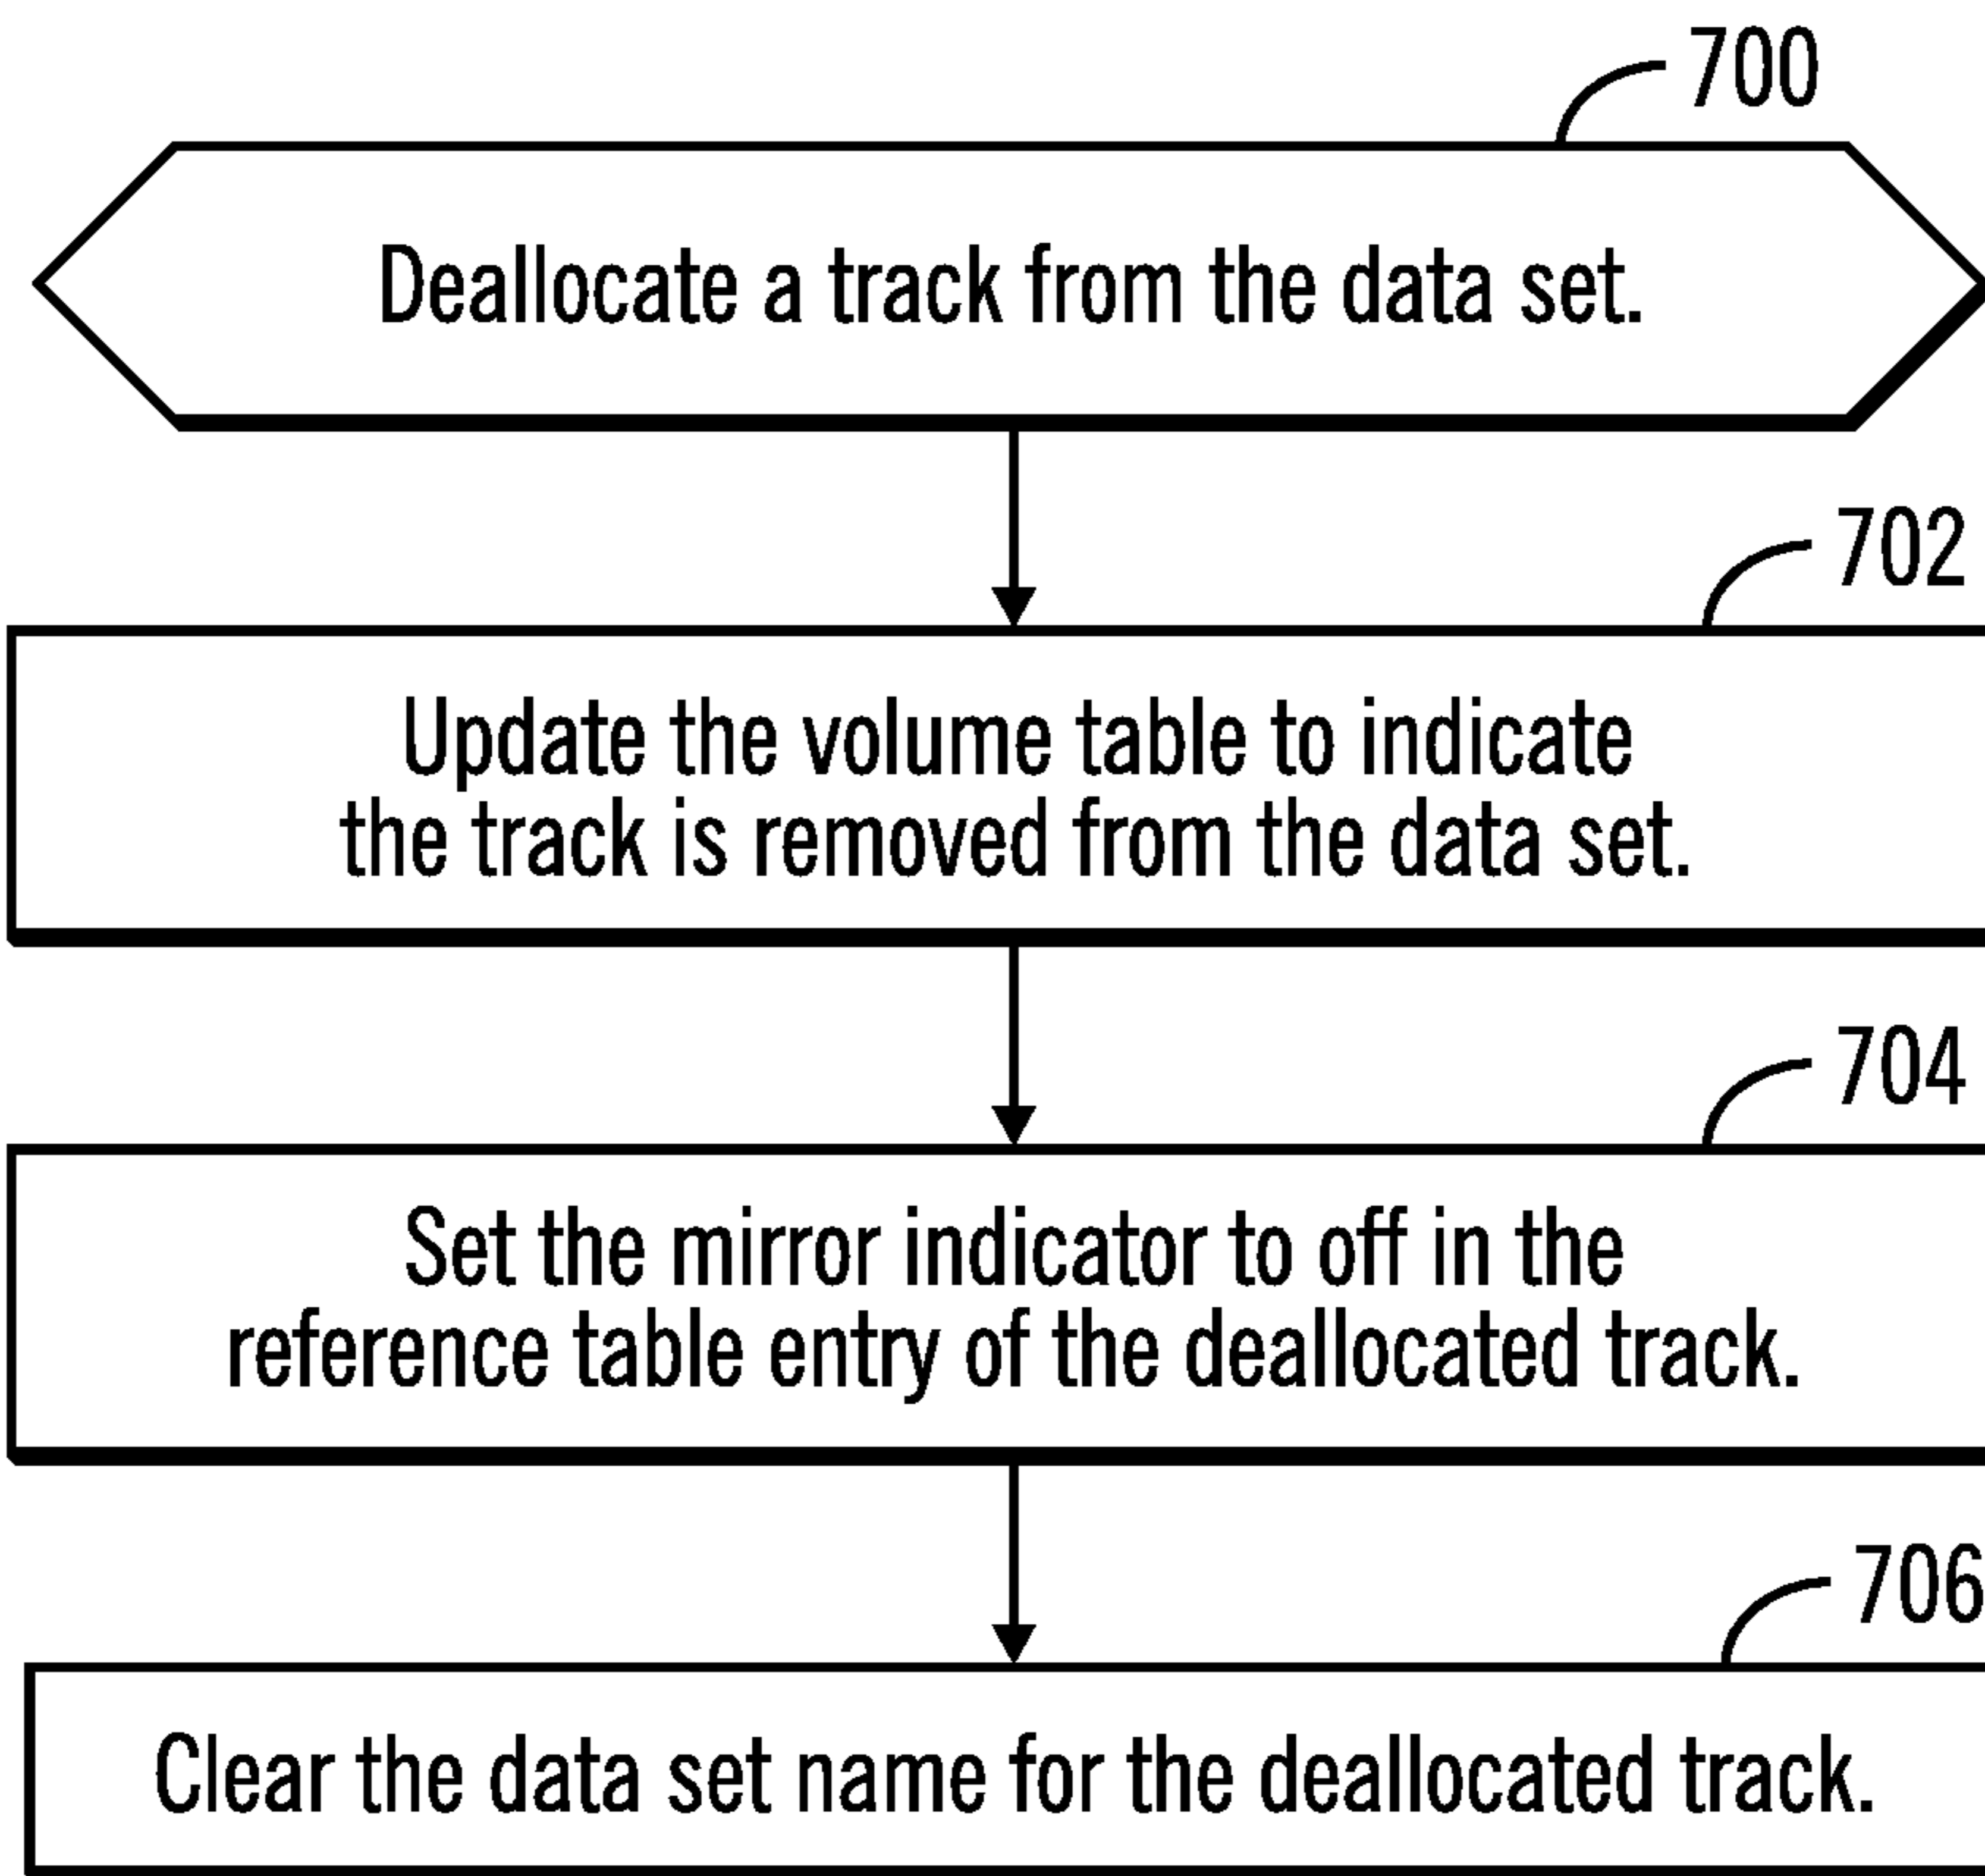 700
Deallocate a track from the data set.
702
Update the volume table to indicate
the track is removed from the data set.
704
Set the mirror indicator to off in the
reference table entry of the deallocated track.
706
Clear the data set name for the deallocated track.